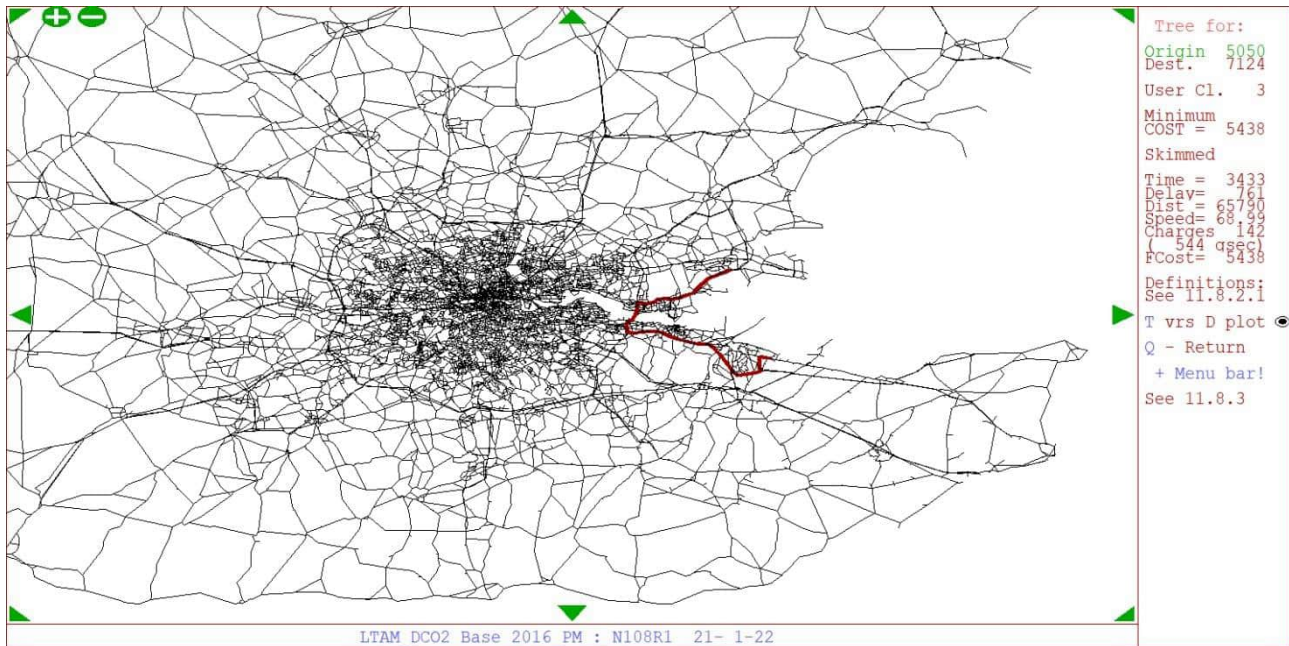 Tree for:
Origin 5050
Dest. 7124
User Cl. 3
Minimum
COST = 5438
Skimmed
Time = 3433
Delay= 761
Dist = 65790
Speed= 68.99
Charges 142
( 544 gsec)
FCost= 5438
Definitions:
See 11.8.2.1
T vrs D plot
Q - Return
+ Menu bar!
See 11.8.3
LTAM DCO2 Base 2016 PM : N108R1 21- 1-22